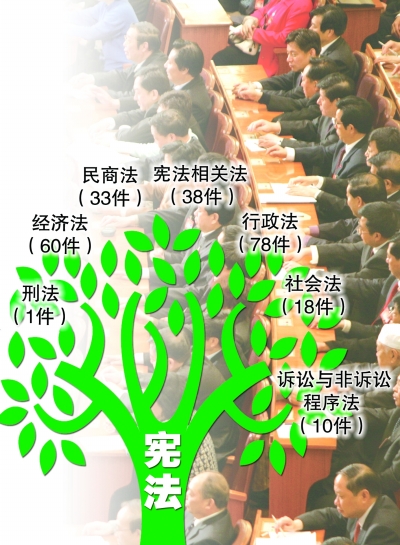 民商法
（33件）
宪法相关法
（38件）
经济法
（60件）
行政法
（78件）
刑法
（1件）
社会法
（18件）
诉讼与非诉讼
程序法
（10件）
宪法